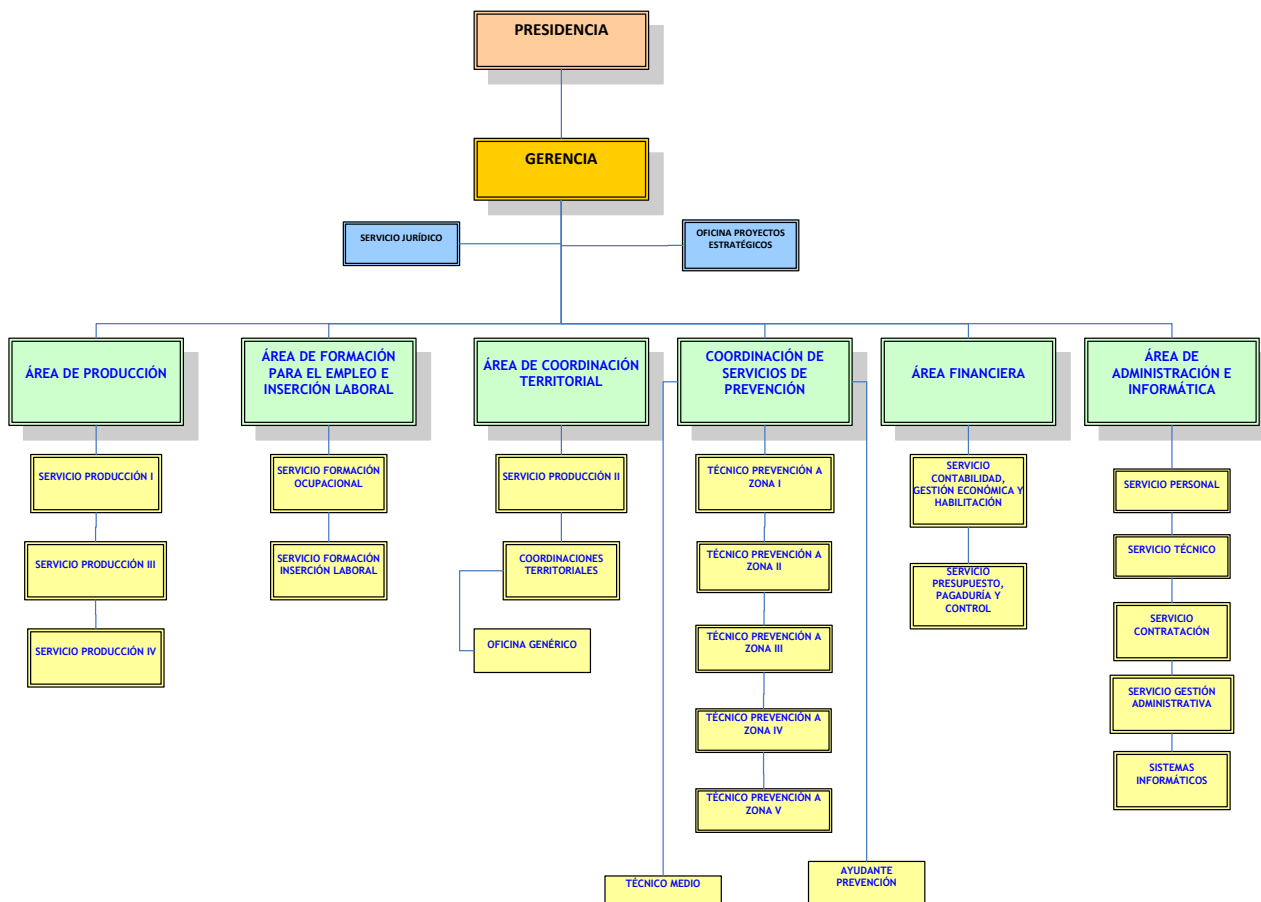 PRESIDENCIA
GERENCIA
SERVICIO JURÍDICO
OFICINA PROYECTOS
ESTRATÉGICOS
ÁREA DE PRODUCCIÓN
ÁREA DE FORMACIÓN
PARA EL EMPLEO E
INSERCIÓN LABORAL
ÁREA DE COORDINACIÓN
TERRITORIAL
COORDINACIÓN DE
SERVICIOS DE
PREVENCIÓN
ÁREA FINANCIERA
ÁREA DE
ADMINISTRACIÓN E
INFORMÁTICA
SERVICIO PRODUCCIÓN I
SERVICIO PRODUCCIÓN III
SERVICIO PRODUCCIÓN IV
SERVICIO FORMACIÓN
OCUPACIONAL
SERVICIO FORMACIÓN
INSERCIÓN LABORAL
SERVICIO PRODUCCIÓN II
COORDINACIONES
TERRITORIALES
OFICINA GENÉRICO
TÉCNICO PREVENCIÓN A
ZONA I
TÉCNICO PREVENCIÓN A
ZONA II
TÉCNICO PREVENCIÓN A
ZONA III
TÉCNICO PREVENCIÓN A
ZONA IV
TÉCNICO PREVENCIÓN A
ZONA V
TÉCNICO MEDIO
AYUDANTE
PREVENCIÓN
SERVICIO
CONTABILIDAD,
GESTIÓN ECONÓMICA Y
HABILITACIÓN
SERVICIO
PRESUPUESTO,
PAGADURÍA Y
CONTROL
SERVICIO PERSONAL
SERVICIO TÉCNICO
SERVICIO
CONTRATACIÓN
SERVICIO GESTIÓN
ADMINISTRATIVA
SISTEMAS
INFORMÁTICOS